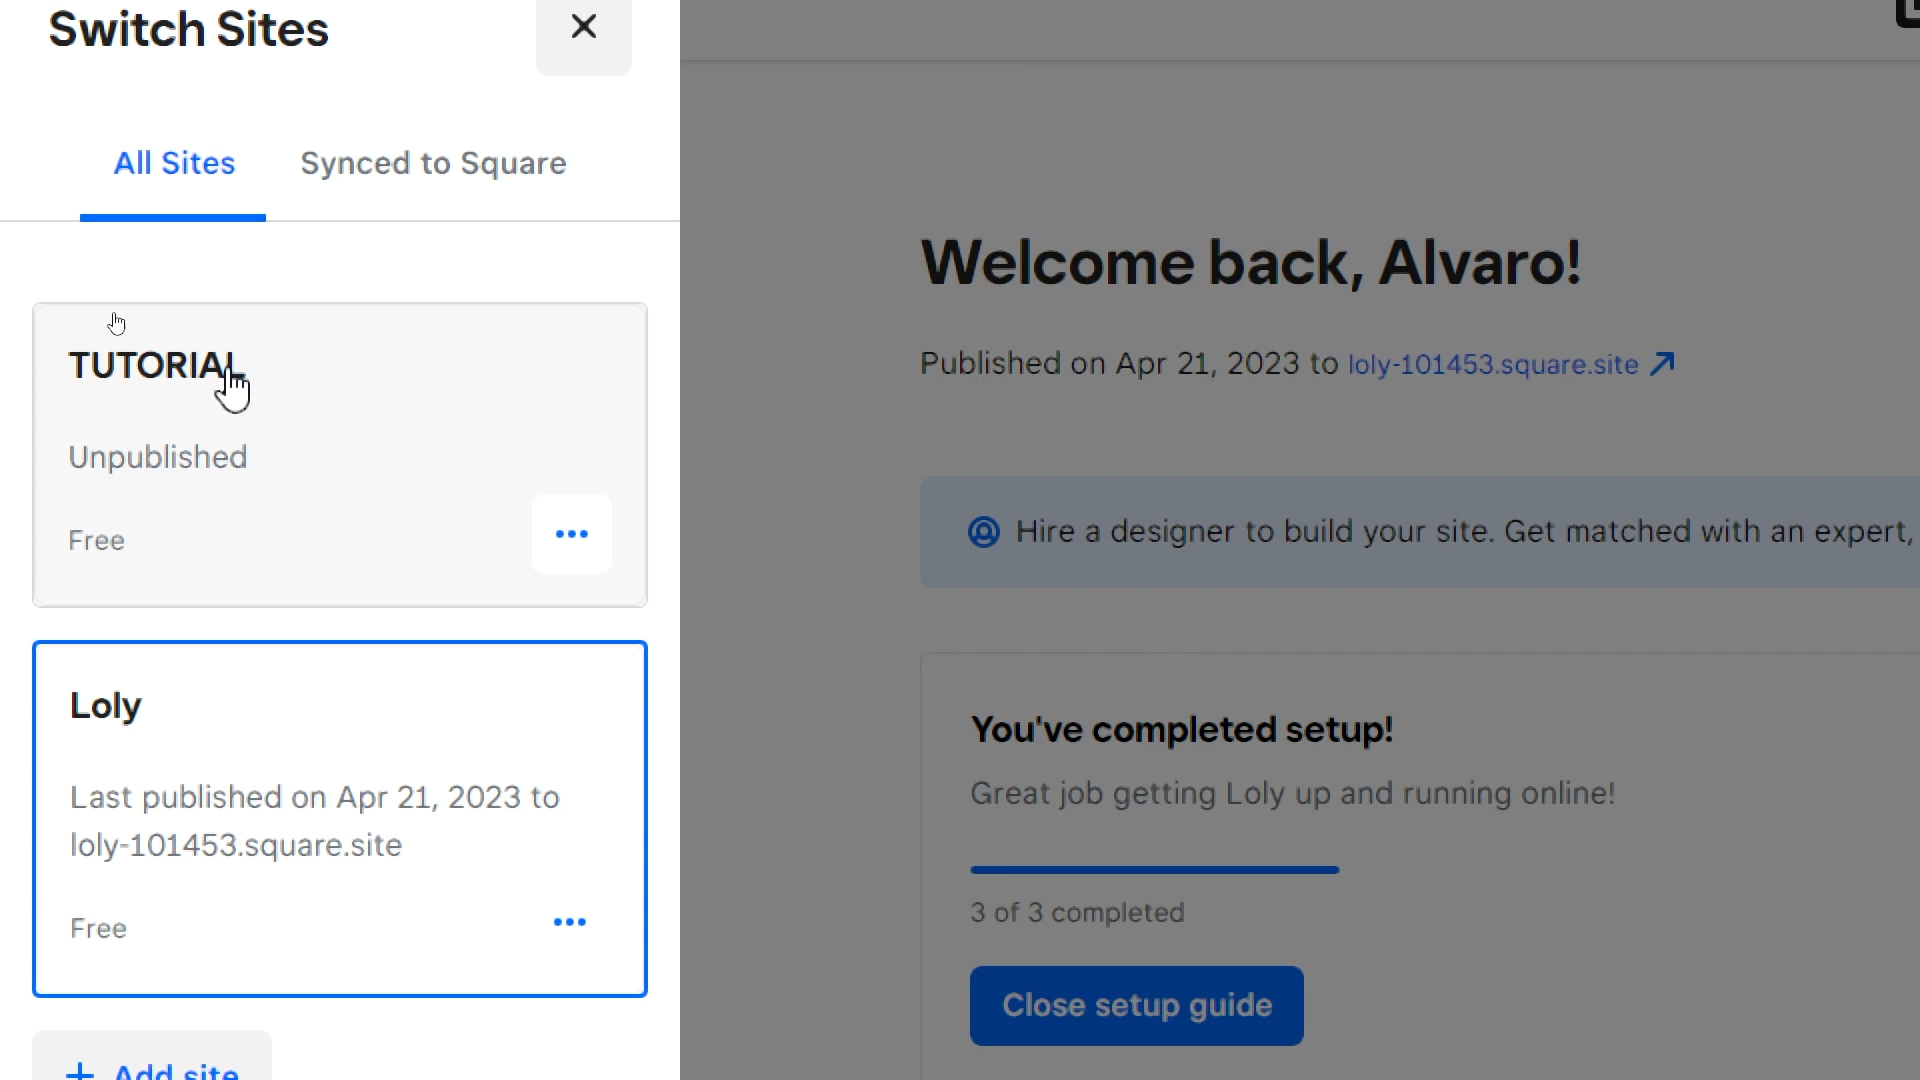 Switch Sites
All Sites
Synced to Square
TUTORIAL
Unpublished
Free
Loly
Last published on Apr 21, 2023 to
loly-101453.square.site
Free
Add site
Welcome back, Alvaro!
Published on Apr 21, 2023 to loly-101453.square.site
Hire a designer to build your site. Get matched with an expert,
You've completed setup!
Great job getting Loly up and running online!
3 of 3 completed
Close setup guide